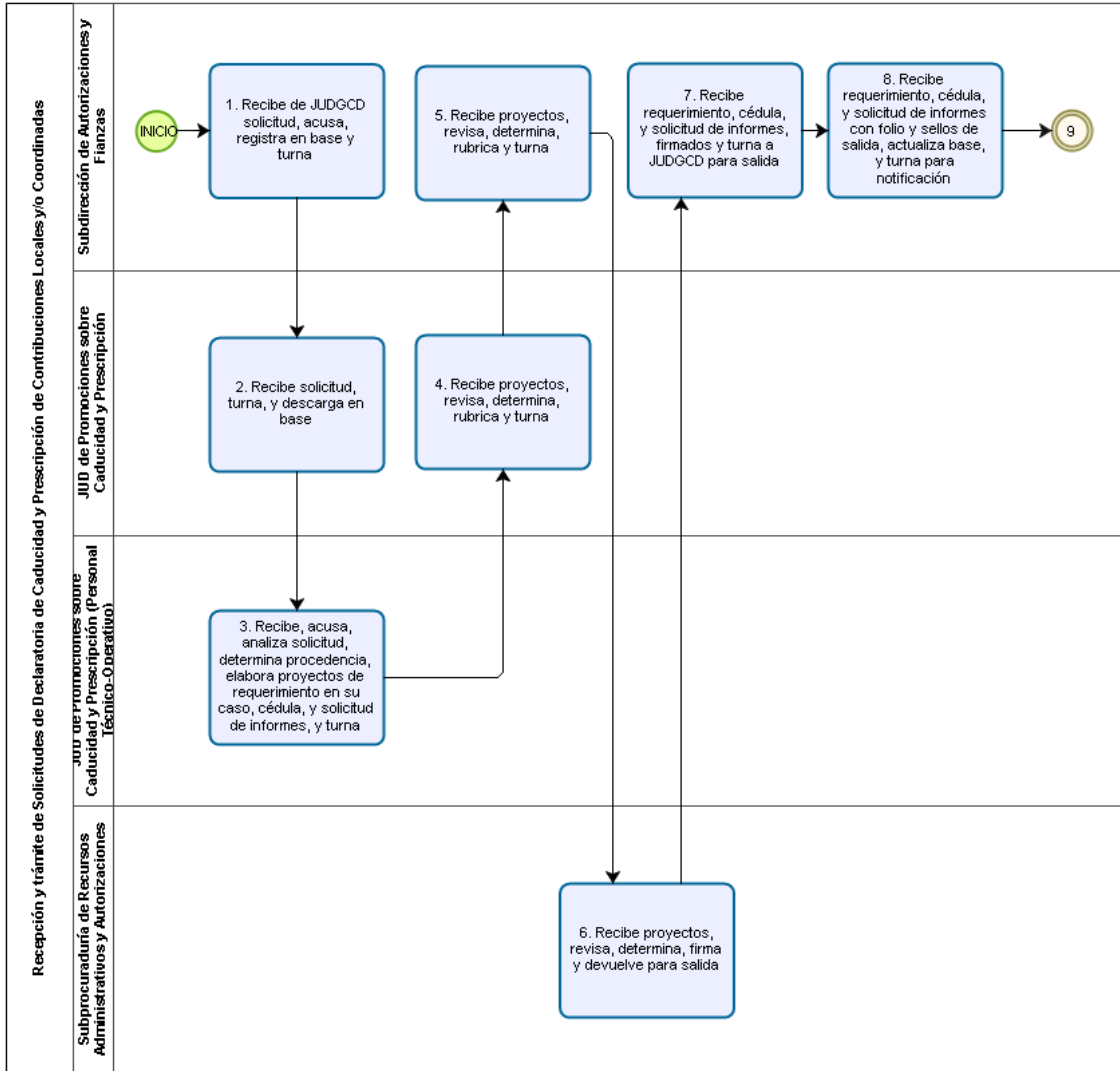 Recepción y trámite de Solicitudes de Declaratoria de Caducidad y Prescripción de Contribuciones Locales y/o Coordinadas
Subdirección de Autorizaciones y
Fianzas
INICIO
1. Recibe de JUDGCD
solicitud, acusa,
registra en base y
turna
5. Recibe proyectos,
revisa, determina,
rubrica y turna
7. Recibe
requerimiento, cédula,
y solicitud de informes,
firmados y turna a
JUDGCD para salida
8. Recibe
requerimiento, cédula,
y solicitud de informes
con folio y sellos de
salida, actualiza base,
y turna para
notificación
9
JUD de Promociones sobre
Caducidad y Prescripción
2. Recibe solicitud,
turna, y descarga en
base
4. Recibe proyectos,
revisa, determina,
rubrica y turna
JUD de Promociones sobre
Caducidad y Prescripción (Personal
Técnico-Operativo)
3. Recibe, acusa,
analiza solicitud,
determina procedencia,
elabora proyectos de
requerimiento en su
caso, cédula, y solicitud
de informes, y turna
Subprocuraduría de Recursos
Administrativos y Autorizaciones
6. Recibe proyectos,
revisa, determina, firma
y devuelve para salida